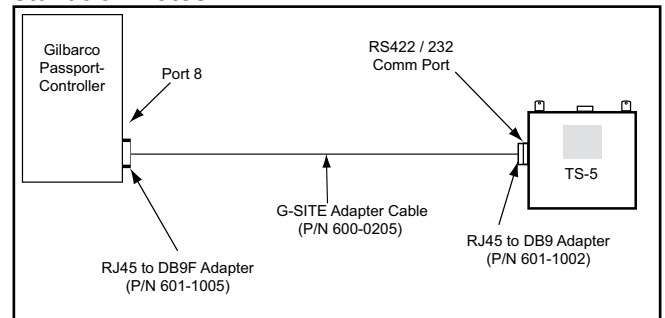 Gilbarco
Passport-
Controller
Port 8
RS422 / 232
Comm Port
TS-5
G-SITE Adapter Cable
(P/N 600-0205)
RJ45 to DB9 Adapter
(P/N 601-1002)
RJ45 to DB9F Adapter
(P/N 601-1005)